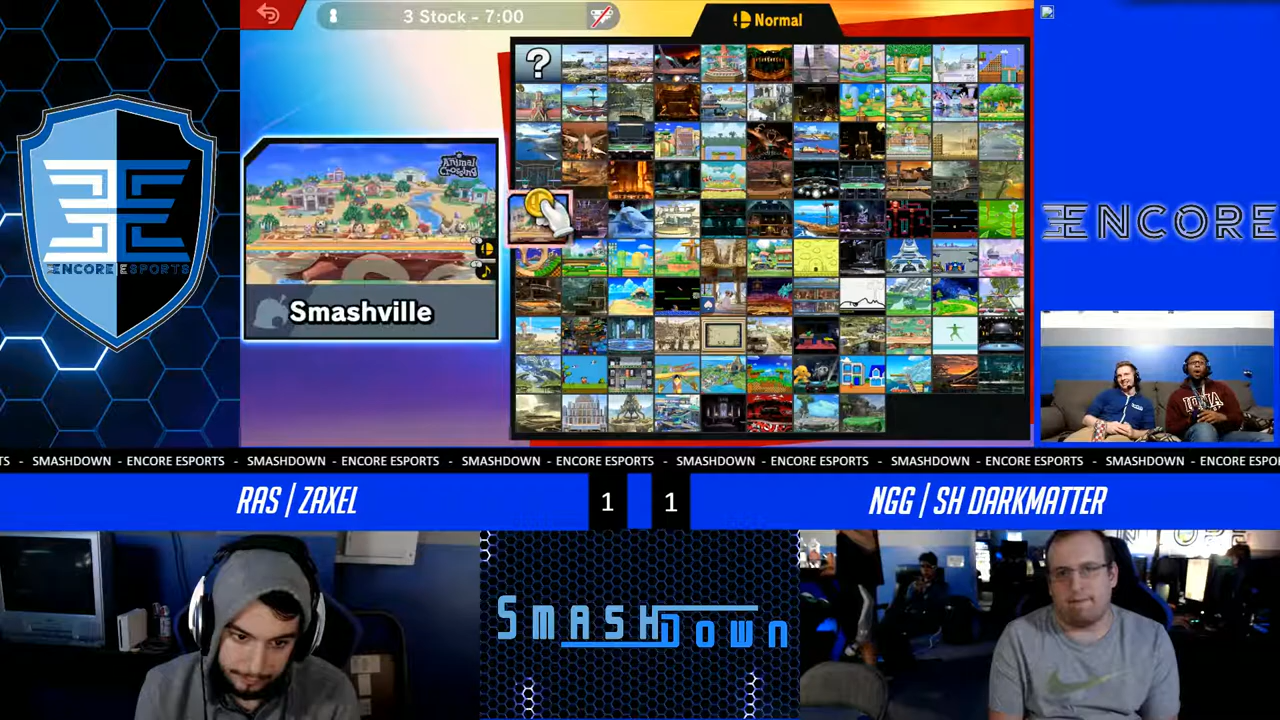 3 Stock - 7:00
Normal
?
Animal
Crossing
Smashville
ENCORE ESPORTS
ENCORE
IONA
TS - SMASHDOWN - ENCORE ESPORTS - SMASHDOWN - ENCORE ESPORTS - SMASHDOWN - ENCORE ESPORTS - SMASHDOWN - ENCORE ESPORTS - SMASHDOWN - ENCORE ESPORTS - SMASHDOWN - ENCORE ESPO
RAS | ZAXEL 1 1 NGG | SH DARKMATTER
SMASHDOWN